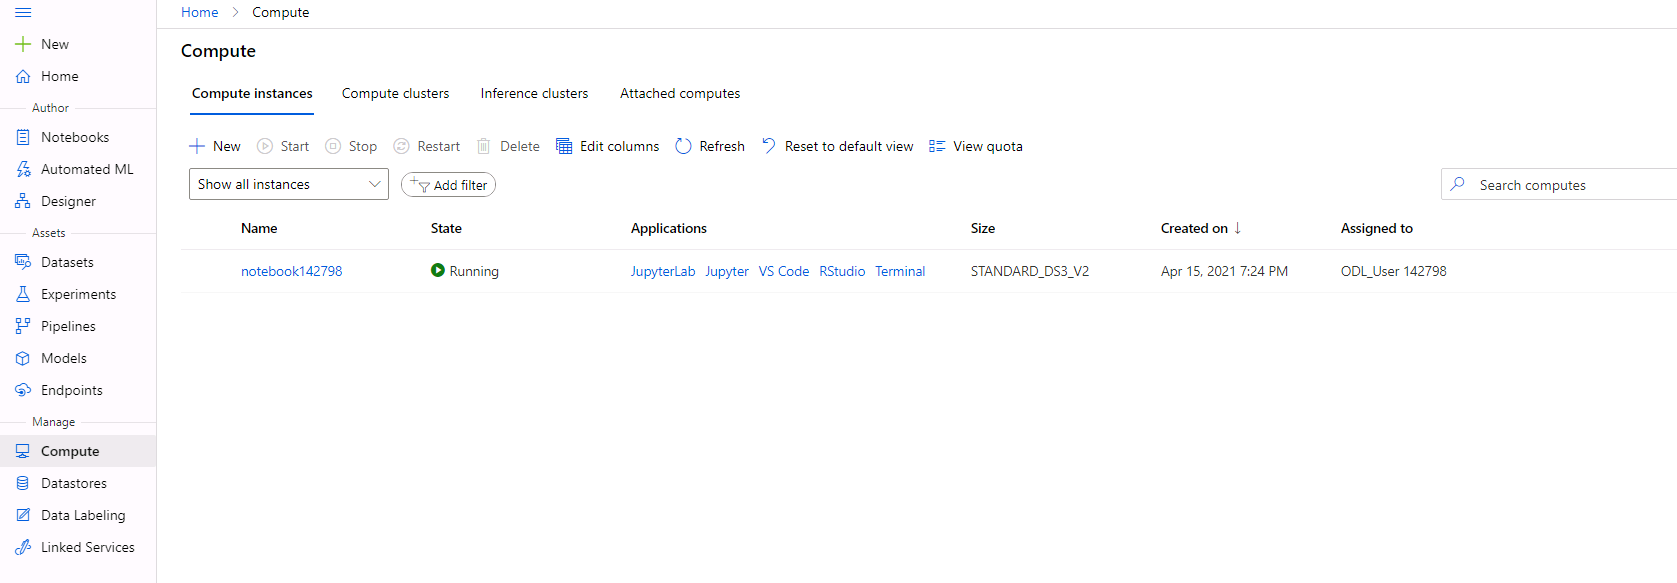 Home > Compute
New
Home
Author
Notebooks
Automated ML
Designer
Assets
Datasets
Experiments
Pipelines
Models
Endpoints
Manage
Compute
Datastores
Data Labeling
Linked Services
Compute
Compute instances Compute clusters Inference clusters Attached computes
New Start Stop Restart Delete Edit columns Refresh Reset to default view View quota
Show all instances Add filter Search computes
Name State Applications Size Created on ↓ Assigned to
notebook142798 Running JupyterLab Jupyter VS Code RStudio Terminal STANDARD_DS3_V2 Apr 15, 2021 7:24 PM ODL_User 142798